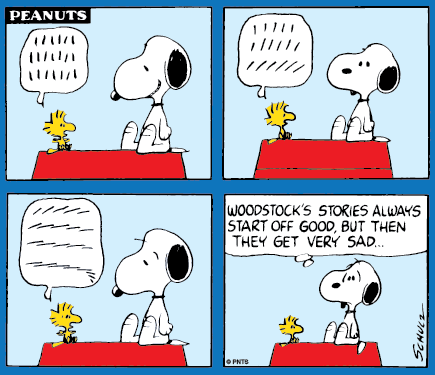 PEANUTS
WOODSTOCK'S STORIES ALWAYS
START OFF GOOD, BUT THEN
THEY GET VERY SAD...
SCHULZ
© PNTS